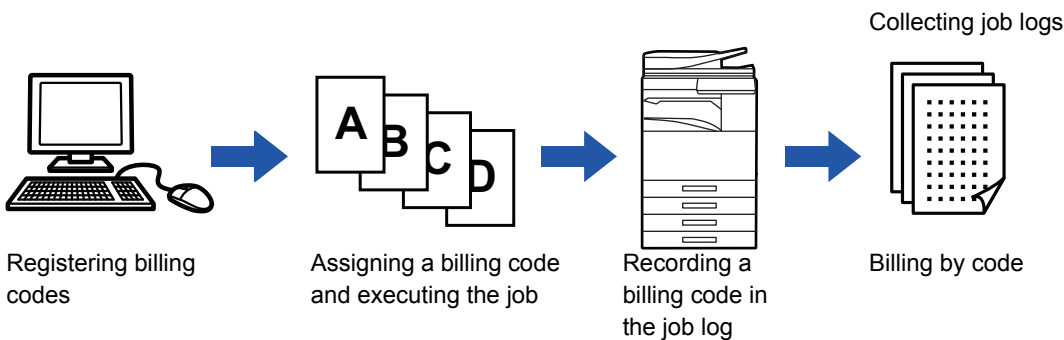 Collecting job logs
A
B
C
D
Registering billing
codes
Assigning a billing code
and executing the job
Recording a
billing code in
the job log
Billing by code